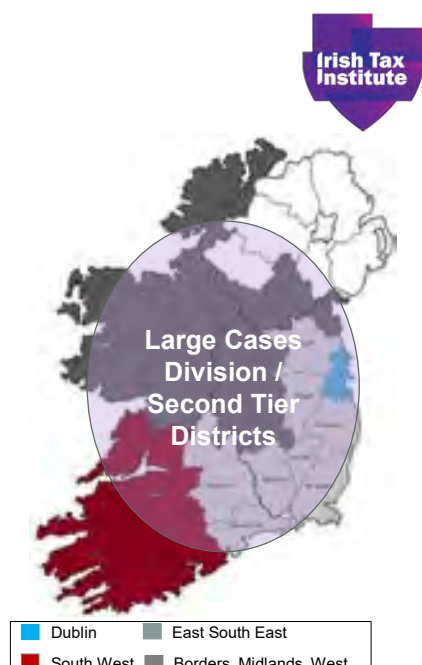 Irish Tax
Institute
Large Cases
Division /
Second Tier
Districts
Dublin
East South East
South West
Borders, Midlands, West